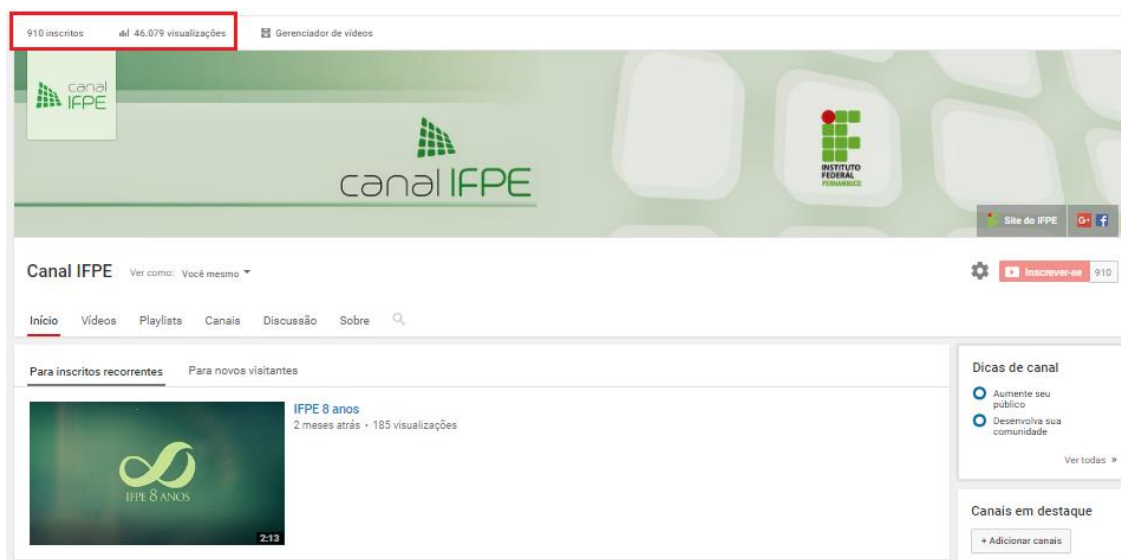 910 inscritos 46.079 visualizações Gerenciador de vídeos
canal
IFPE
canal IFPE
INSTITUTO
FEDERAL
PERNAMBUCO
Site do IFPE G+ f
Canal IFPE Ver como: Você mesmo
Inscrever-se 910
Início Vídeos Playlists Canais Discussão Sobre
Para inscritos recorrentes Para novos visitantes
IFPE 8 anos
2 meses atrás • 185 visualizações
IFPE 8 ANOS
2:13
Dicas de canal
Aumente seu
público
Desenvolva sua
comunidade
Ver todas »
Canais em destaque
+ Adicionar canais